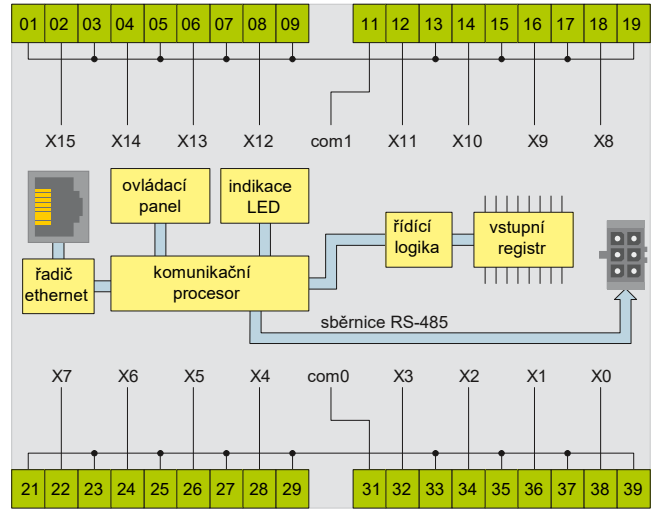 01 02 03 04 05 06 07 08 09 11 12 13 14 15 16 17 18 19
X15 X14 X13 X12 com1 X11 X10 X9 X8
ovládací
panel
indikace
LED
řídící
logika
vstupní
registr
řadič
ethernet
komunikační
procesor
sběrnice RS-485
X7 X6 X5 X4 com0 X3 X2 X1 X0
21 22 23 24 25 26 27 28 29 31 32 33 34 35 36 37 38 39